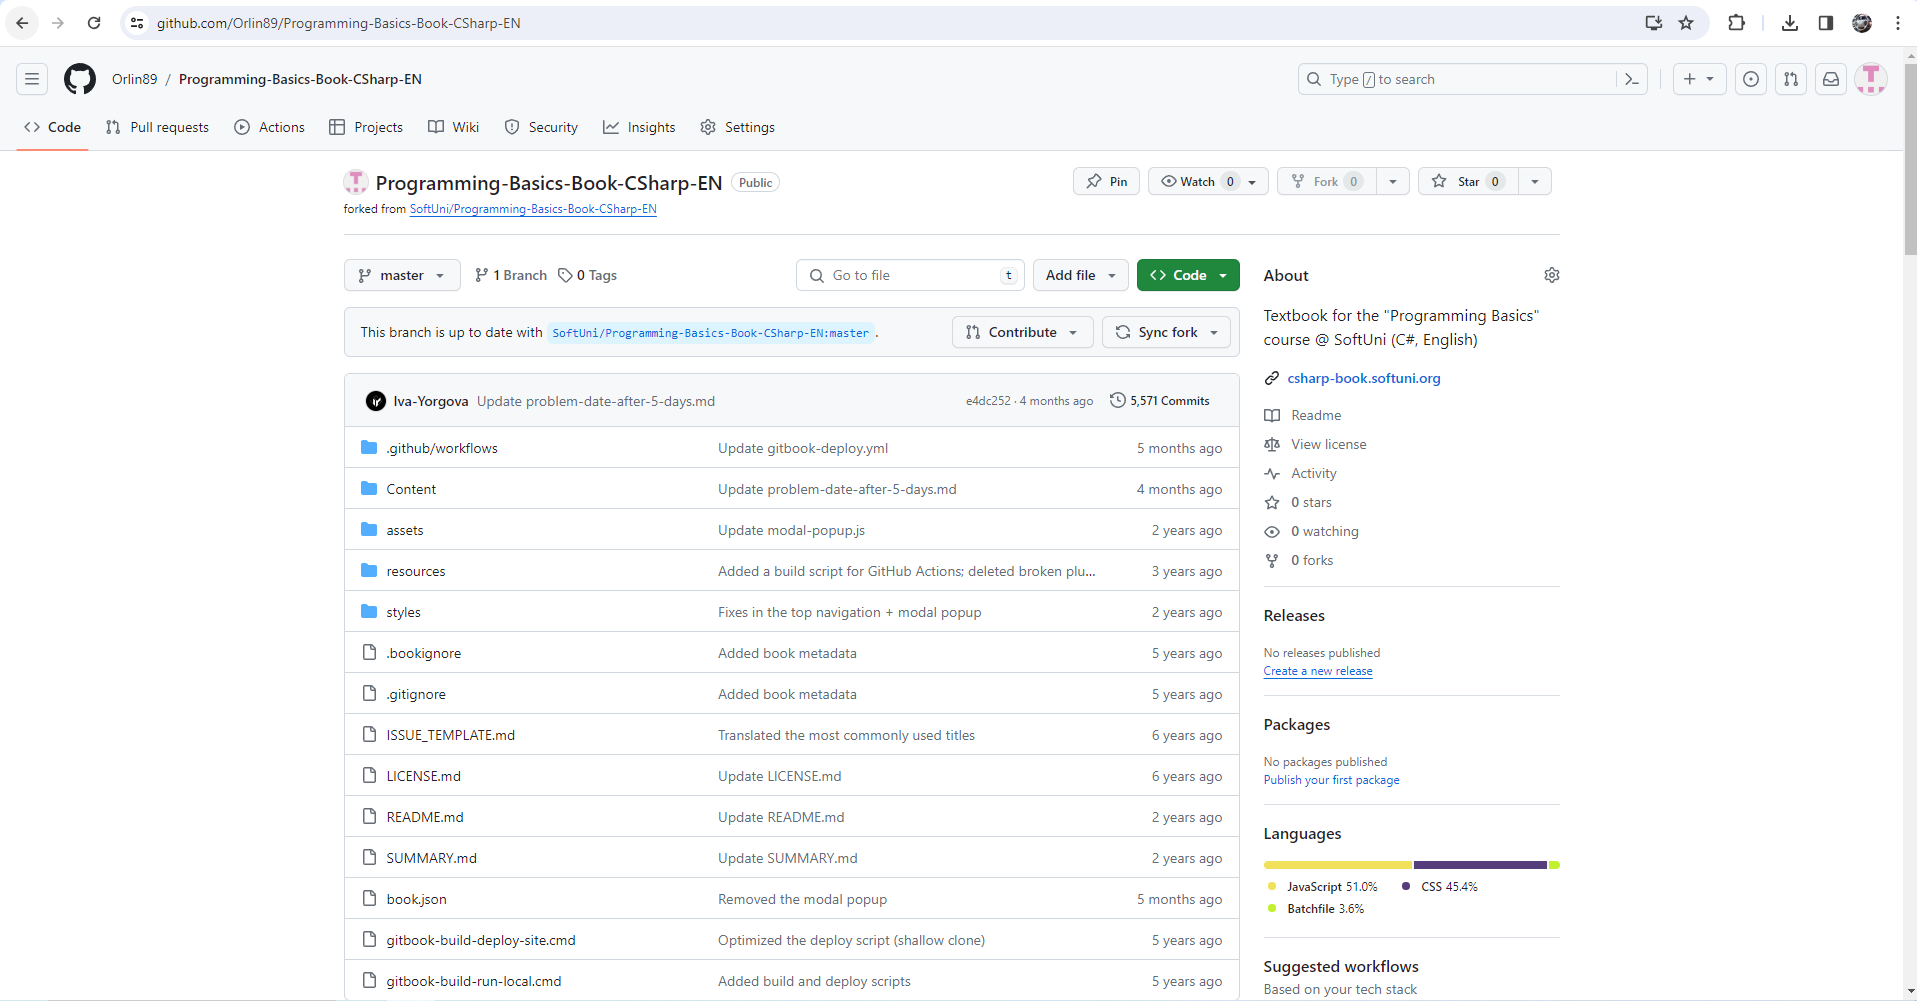 github.com/Orlin89/Programming-Basics-Book-CSharp-EN
Orlin89 / Programming-Basics-Book-CSharp-EN
Type / to search
Code Pull requests Actions Projects Wiki Security Insights Settings
Programming-Basics-Book-CSharp-EN Public
Pin Watch 0 Fork 0 Star 0
forked from SoftUni/Programming-Basics-Book-CSharp-EN
master 1 Branch 0 Tags
Go to file t
Add file Code
This branch is up to date with SoftUni/Programming-Basics-Book-CSharp-EN:master .
Contribute Sync fork
Iva-Yorgova Update problem-date-after-5-days.md e4dc252 · 4 months ago 5,571 Commits
.github/workflows Update gitbook-deploy.yml 5 months ago
Content Update problem-date-after-5-days.md 4 months ago
assets Update modal-popup.js 2 years ago
resources Added a build script for GitHub Actions; deleted broken plu... 3 years ago
styles Fixes in the top navigation + modal popup 2 years ago
.bookignore Added book metadata 5 years ago
.gitignore Added book metadata 5 years ago
ISSUE_TEMPLATE.md Translated the most commonly used titles 6 years ago
LICENSE.md Update LICENSE.md 6 years ago
README.md Update README.md 2 years ago
SUMMARY.md Update SUMMARY.md 2 years ago
book.json Removed the modal popup 5 months ago
gitbook-build-deploy-site.cmd Optimized the deploy script (shallow clone) 5 years ago
gitbook-build-run-local.cmd Added build and deploy scripts 5 years ago
About
Textbook for the "Programming Basics"
course @ SoftUni (C#, English)
csharp-book.softuni.org
Readme
View license
Activity
0 stars
0 watching
0 forks
Releases
No releases published
Create a new release
Packages
No packages published
Publish your first package
Languages
JavaScript 51.0% CSS 45.4%
Batchfile 3.6%
Suggested workflows
Based on your tech stack